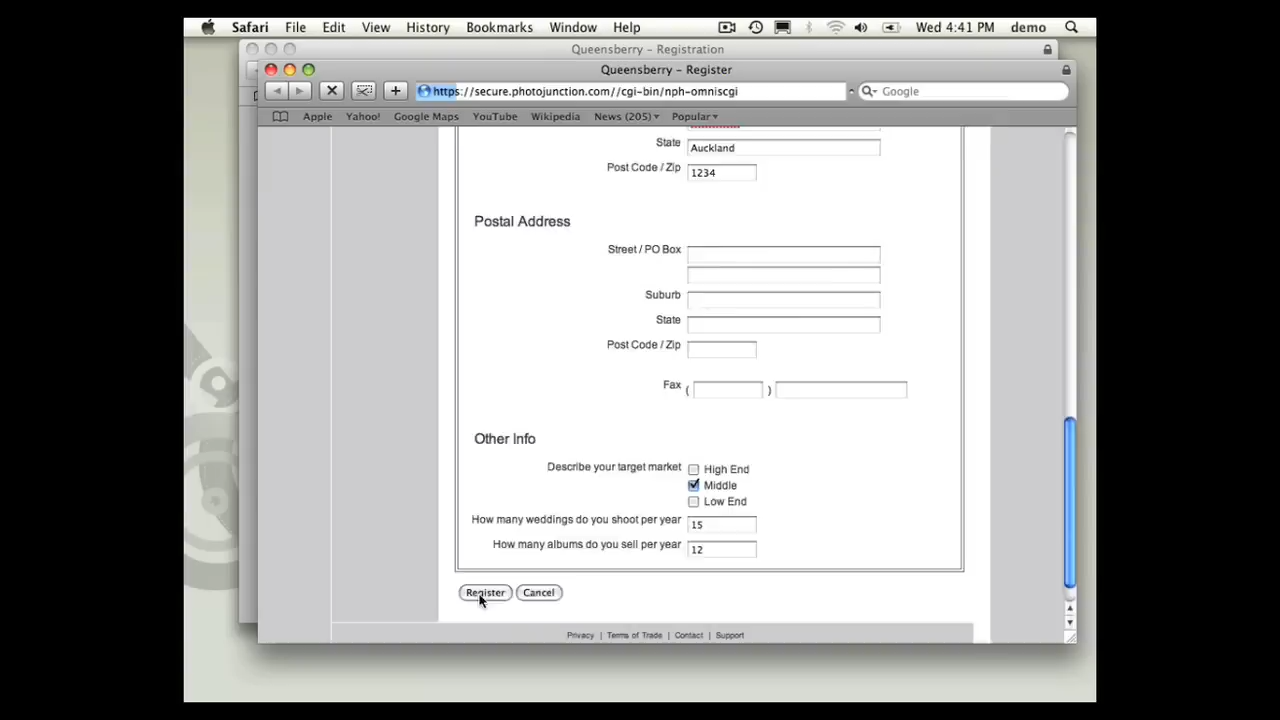 Safari File Edit View History Bookmarks Window Help Wed 4:41 PM demo
Queensberry – Registration
Queensberry – Register
https://secure.photojunction.com//cgi-bin/nph-omniscgi Google
Apple Yahoo! Google Maps YouTube Wikipedia News (205) Popular
State Auckland
Post Code / Zip 1234
Postal Address
Street / PO Box
Suburb
State
Post Code / Zip
Fax ( )
Other Info
Describe your target market High End
Middle
Low End
How many weddings do you shoot per year 15
How many albums do you sell per year 12
Register Cancel
Privacy | Terms of Trade | Contact | Support